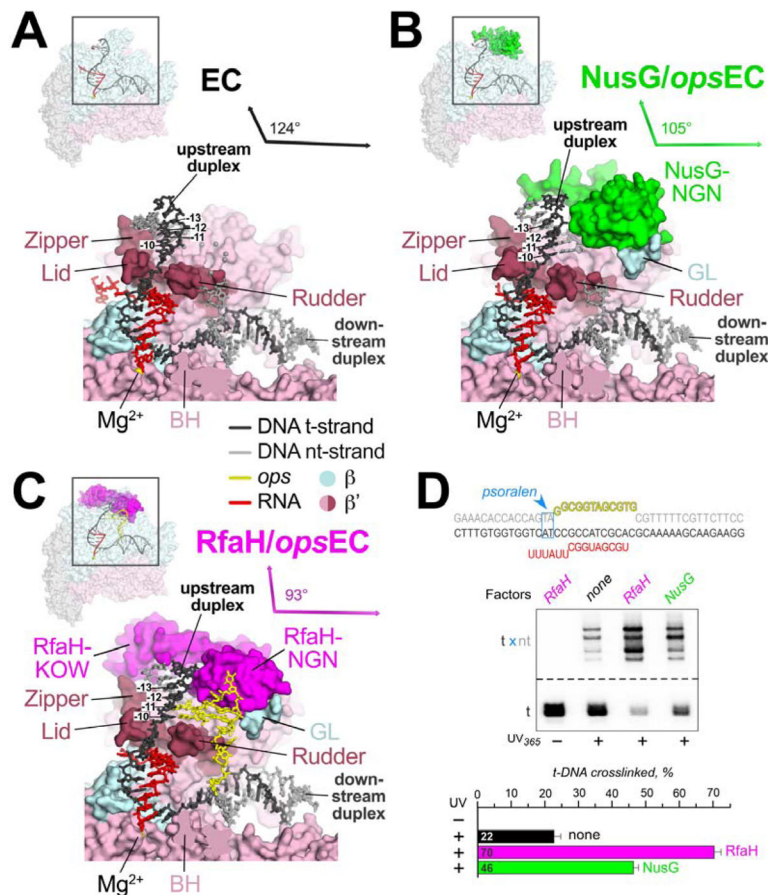 A
EC
124°
upstream
duplex
-13
-12
-11
-10
Zipper
Lid
Rudder
down-
stream
duplex
Mg2+
BH
B
NusG/opsEC
105°
upstream
duplex
NusG-
NGN
-13
-12
-11
-10
Zipper
Lid
GL
Rudder
down-
stream
duplex
Mg2+
BH
DNA t-strand
DNA nt-strand
ops
β
RNA
β'
C
RfaH/opsEC
93°
upstream
duplex
RfaH-
KOW
RfaH-
NGN
-13
-12
-11
-10
Zipper
Lid
GL
Rudder
down-
stream
duplex
Mg2+
BH
D
psoralen
GAAACACCACCAGTAGGCGGTAGCGTG CGTTTTTCGTTCTTCC
CTTTGTGGTGGTCATCCGCCATCGCACGCAAAAAGCAAGAAGG
UUUAUUCGGUAGCGU
Factors RfaH none RfaH NusG
t x nt
t
UV365 − + + +
t-DNA crosslinked, %
UV 0 10 20 30 40 50 60 70 80
−
+ 22 none
+ 70 RfaH
+ 46 NusG